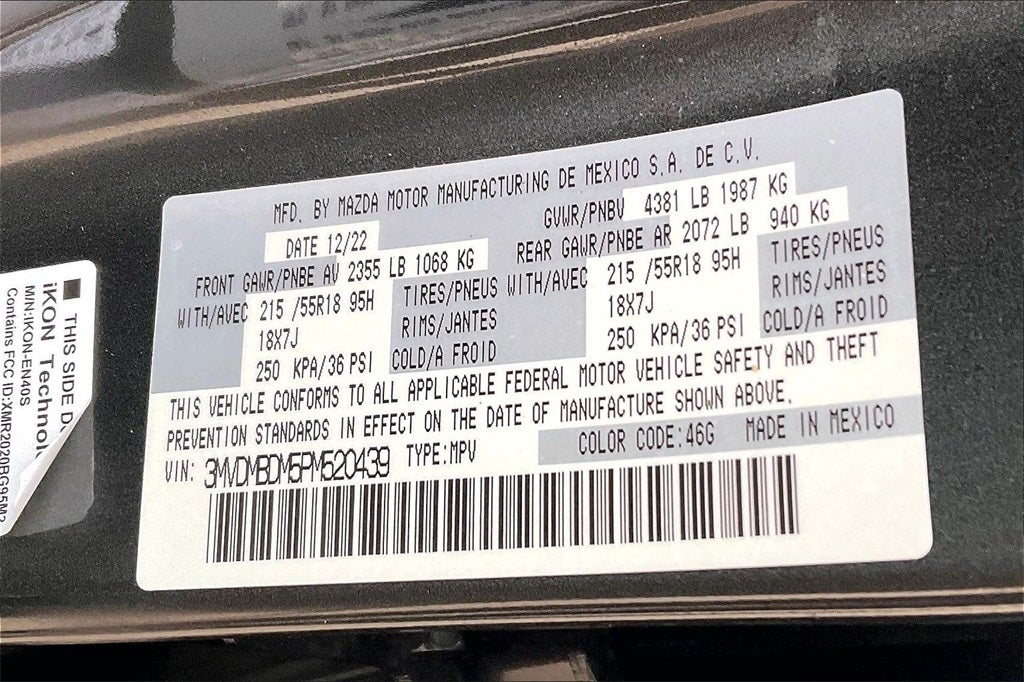 MFD. BY MAZDA MOTOR MANUFACTURING DE MEXICO S.A. DE C.V.
DATE 12/22 GVWR/PNBV 4381 LB 1987 KG
FRONT GAWR/PNBE AV 2355 LB 1068 KG REAR GAWR/PNBE AR 2072 LB 940 KG
WITH/AVEC 215 /55R18 95H TIRES/PNEUS WITH/AVEC 215 /55R18 95H TIRES/PNEUS
18X7J RIMS/JANTES 18X7J RIMS/JANTES
250 KPA/36 PSI COLD/A FROID 250 KPA/36 PSI COLD/A FROID
THIS VEHICLE CONFORMS TO ALL APPLICABLE FEDERAL MOTOR VEHICLE SAFETY AND THEFT
PREVENTION STANDARDS IN EFFECT ON THE DATE OF MANUFACTURE SHOWN ABOVE.
VIN: 3MVDMBDM5PM520439 TYPE:MPV COLOR CODE:46G MADE IN MEXICO
THIS SIDE
iKON
M/N:IKON-EN40S
Contains FCC ID:XMR2020BG95M3